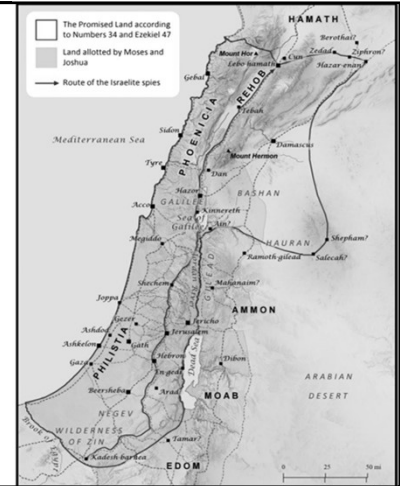 The Promised Land according
to Numbers 34 and Ezekiel 47
Land allotted by Moses and
Joshua
Route of the Israelite spies
HAMATH
Berothai?
Zedad
Ziphron?
Mount Hor
Lebo-hamath
Cun
Hazar-enan
Gebal
REHOB
PHOENICIA
Tebah
Mediterranean Sea
Sidon
Damascus
Mount Hermon
Tyre
Dan
Hazor
BASHAN
GALILEE
Acco
Kinnereth
Sea of
Galilee
Ain?
Megiddo
HAURAN
Shepham?
Ramoth-gilead
Salecah?
Shechem
Jordan River
GILEAD
Mahanaim?
Joppa
AMMON
Gezer
Jericho
Ashdod
Jerusalem
Ashkelon
Gath
PHILISTIA
Gaza
Hebron
Dead Sea
Dibon
En-gedi
ARABIAN
DESERT
Beersheba
Arad
MOAB
NEGEV
Brook of Egypt
WILDERNESS
OF ZIN
Tamar?
Kadesh-barnea
EDOM
0 25 50 mi